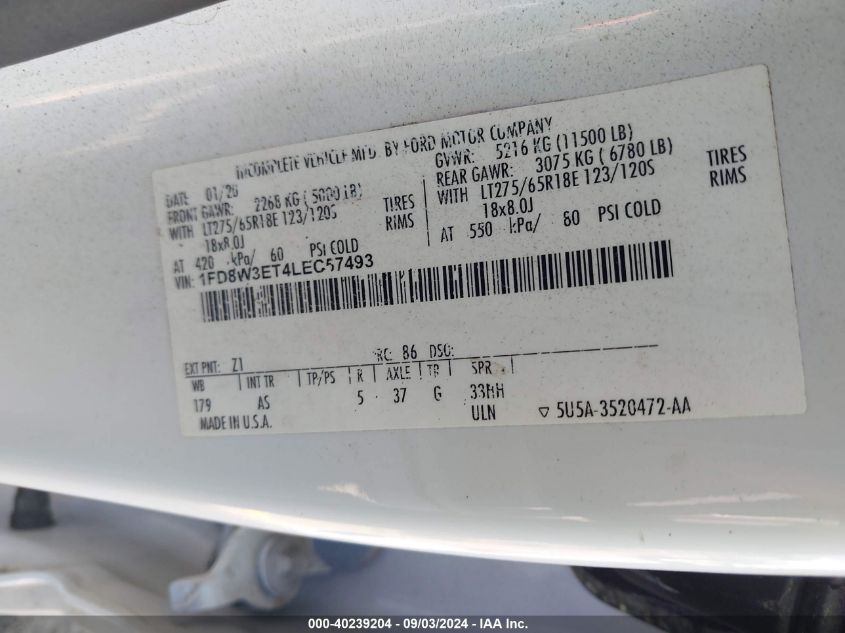 INCOMPLETE VEHICLE MFD. BY FORD MOTOR COMPANY
DATE: 01/20 GVWR: 5216 KG (11500 LB)
FRONT GAWR: 2268 KG (5000 LB) REAR GAWR: 3075 KG (6780 LB)
WITH LT275/65R18E 123/120S TIRES WITH LT275/65R18E 123/120S TIRES
18x8.0J RIMS 18x8.0J RIMS
AT 420 kPa/ 60 PSI COLD AT 550 kPa/ 80 PSI COLD
VIN: 1FD8W3ET4LEC57493
EXT PNT: Z1 RC: 86 DSO:
WB INT TR TP/PS R AXLE TR SPR
179 AS 5 37 G 33HH
MADE IN U.S.A. ULN ▽ 5U5A-3520472-AA
000-40239204 - 09/03/2024 - IAA Inc.